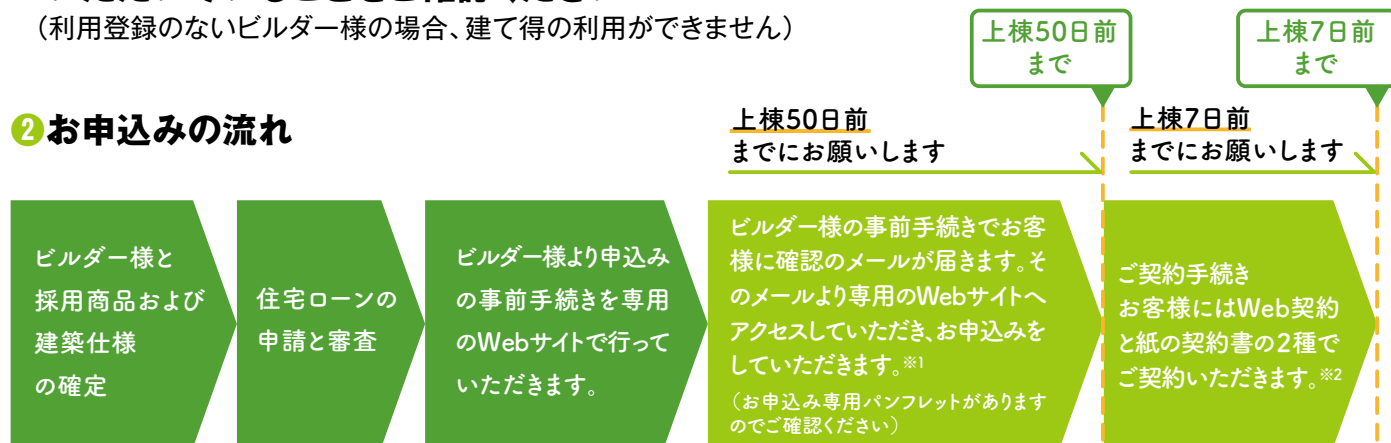 （利用登録のないビルダー様の場合、建て得の利用ができません）
上棟50日前
まで
上棟7日前
まで
❷お申込みの流れ
上棟50日前
までにお願いします
上棟7日前
までにお願いします
ビルダー様と
採用商品および
建築仕様
の確定
住宅ローンの
申請と審査
ビルダー様より申込み
の事前手続きを専用
のWebサイトで行って
いただきます。
ビルダー様の事前手続きでお客
様に確認のメールが届きます。そ
のメールより専用のWebサイトへ
アクセスしていただき、お申込みを
していただきます。※1
（お申込み専用パンフレットがあります
のでご確認ください）
ご契約手続き
お客様にはWeb契約
と紙の契約書の2種で
ご契約いただきます。※2